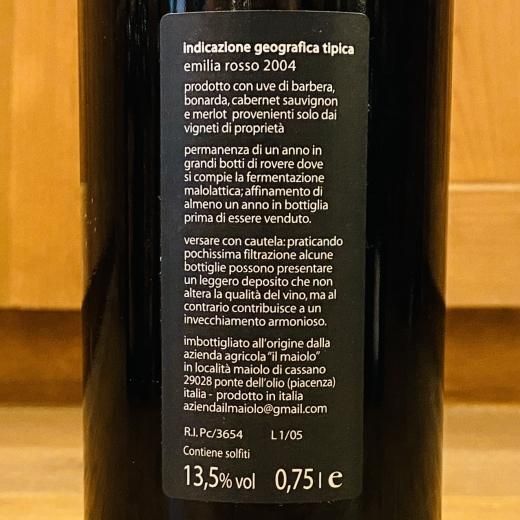 indicazione geografica tipica
emilia rosso 2004
prodotto con uve di barbera,
bonarda, cabernet sauvignon
e merlot provenienti solo dai
vigneti di proprietà
permanenza di un anno in
grandi botti di rovere dove
si compie la fermentazione
malolattica; affinamento di
almeno un anno in bottiglia
prima di essere venduto.
versare con cautela: praticando
pochissima filtrazione alcune
bottiglie possono presentare
un leggero deposito che non
altera la qualità del vino, ma al
contrario contribuisce a un
invecchiamento armonioso.
imbottigliato all'origine dalla
azienda agricola "il maiolo"
in località maiolo di cassano
29028 ponte dell'olio (piacenza)
italia - prodotto in italia
aziendailmaiolo@gmail.com
R.I. Pc/3654 L 1/05
Contiene solfiti
13,5% vol 0,75 l e